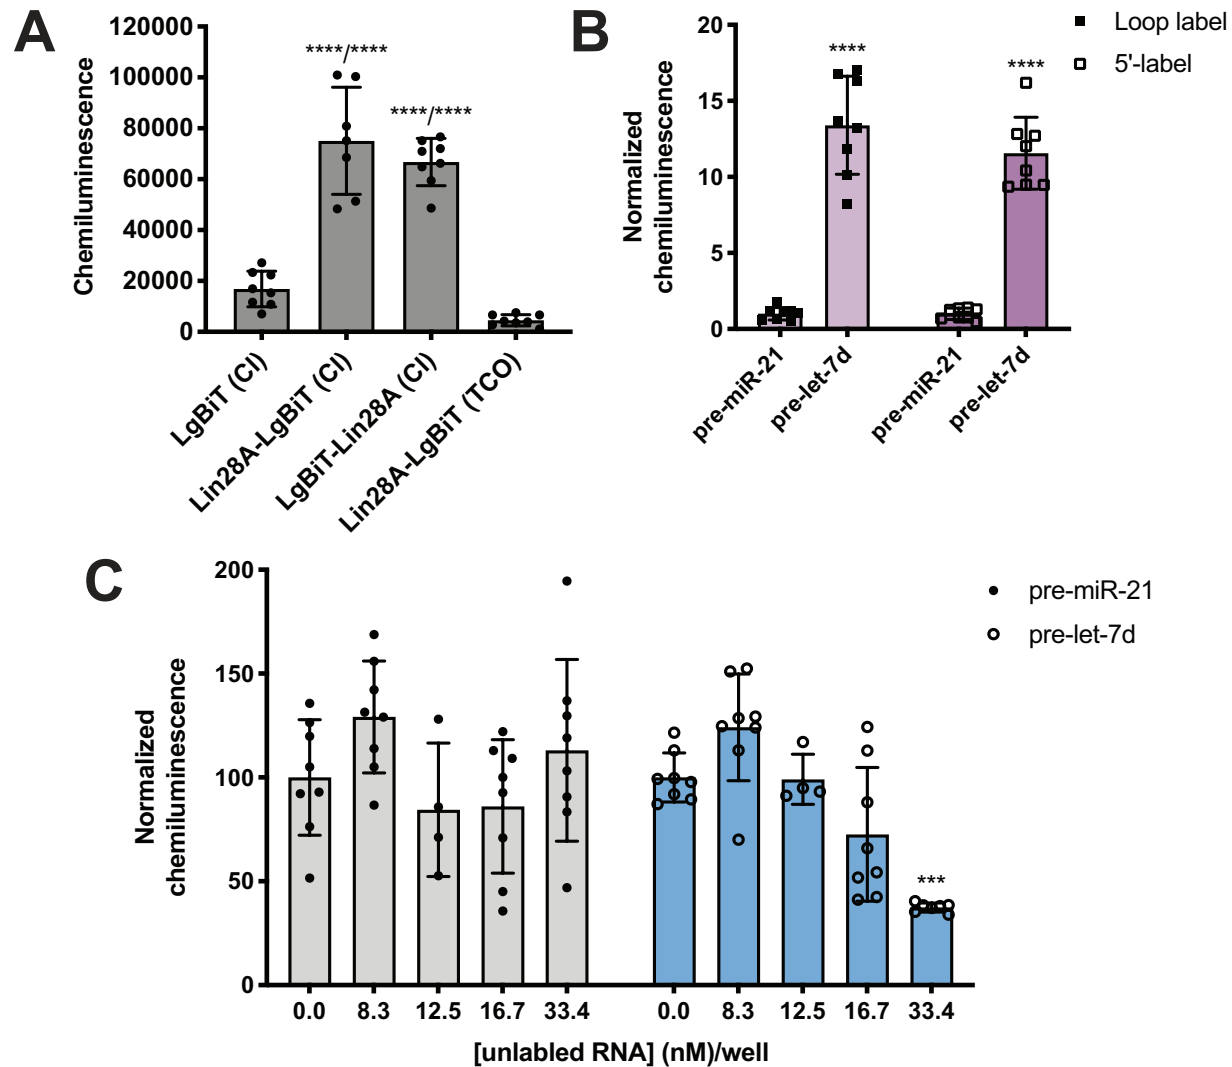 A
Chemiluminescence
120000
100000
80000
60000
40000
20000
0
****/****
****/****
LgBiT (CI)
Lin28A-LgBiT (CI)
LgBiT-Lin28A (CI)
Lin28A-LgBiT (TCO)
B
Normalized
chemiluminescence
20
15
10
5
0
****
****
pre-miR-21
pre-let-7d
pre-miR-21
pre-let-7d
Loop label
5'-label
C
Normalized
chemiluminescence
200
150
100
50
0
***
0.0 8.3 12.5 16.7 33.4 0.0 8.3 12.5 16.7 33.4
[unlabled RNA] (nM)/well
pre-miR-21
pre-let-7d